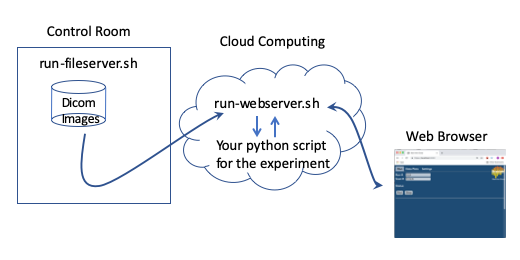 Control Room
run-fileserver.sh
Dicom
Images
Cloud Computing
run-webserver.sh
Your python script
for the experiment
Web Browser